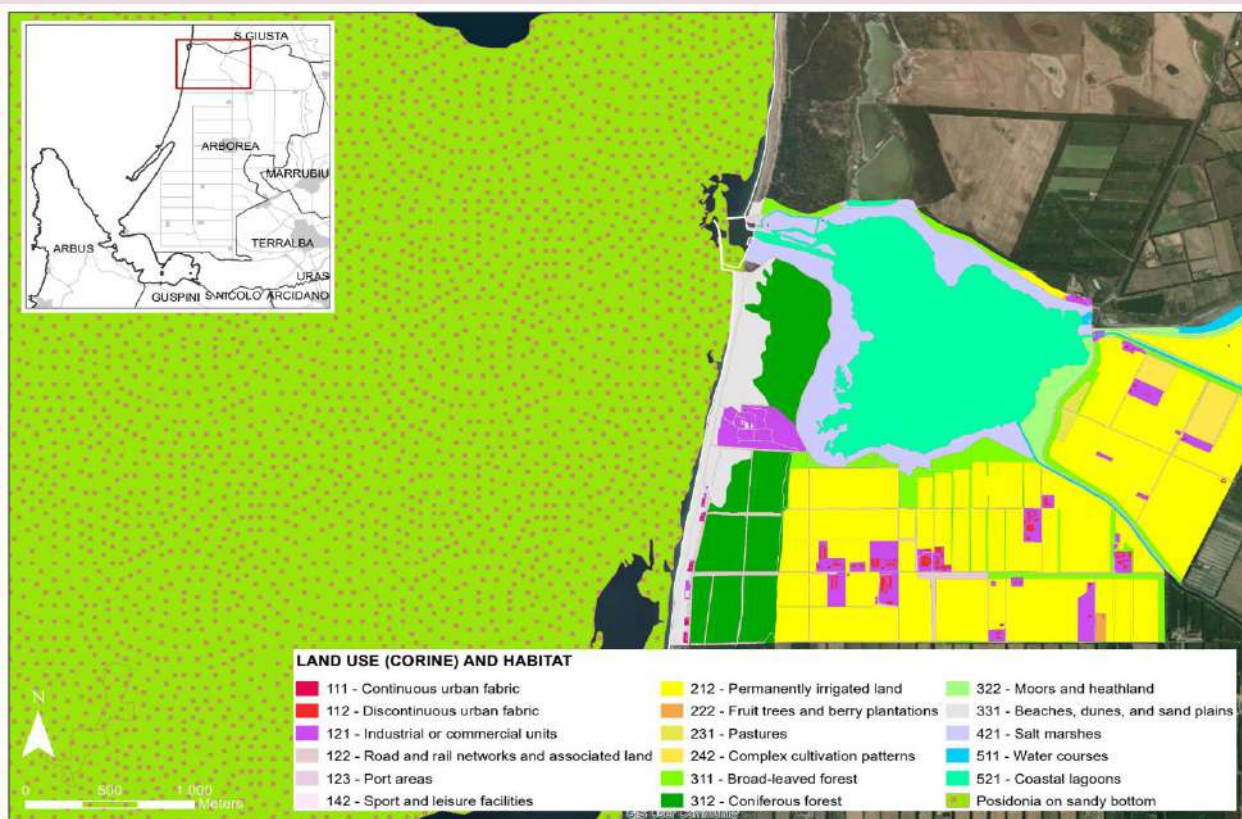 S.GIUSTA
ARBOREA
MARRUBIU
TERRALBA
ARBUS
URAS
GUSPINI
S.NICOLO' ARCIDANO
LAND USE (CORINE) AND HABITAT
111 - Continuous urban fabric
112 - Discontinuous urban fabric
121 - Industrial or commercial units
122 - Road and rail networks and associated land
123 - Port areas
142 - Sport and leisure facilities
212 - Permanently irrigated land
222 - Fruit trees and berry plantations
231 - Pastures
242 - Complex cultivation patterns
311 - Broad-leaved forest
312 - Coniferous forest
322 - Moors and heathland
331 - Beaches, dunes, and sand plains
421 - Salt marshes
511 - Water courses
521 - Coastal lagoons
Posidonia on sandy bottom
N
0 500 1.000
Meters
GIS User Community